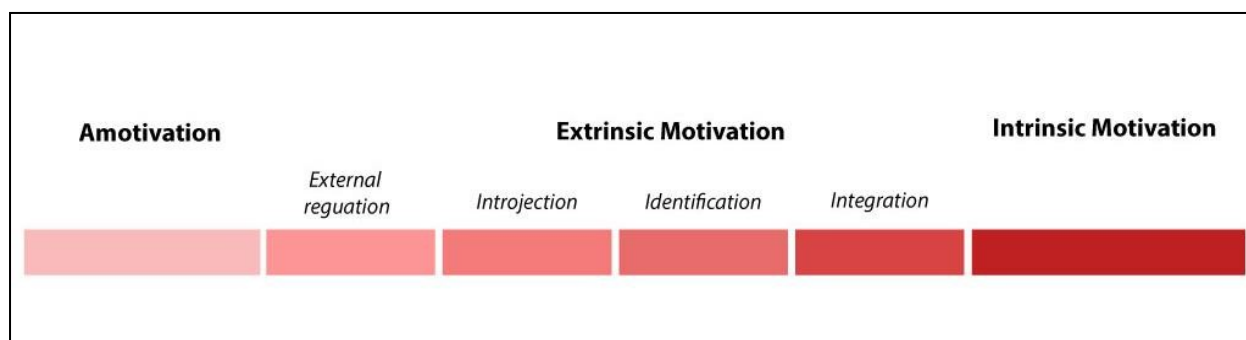 Amotivation
Extrinsic Motivation
Intrinsic Motivation
External
reguation
Introjection
Identification
Integration